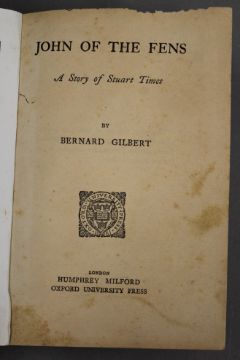 JOHN OF THE FENS
A Story of Stuart Times
BY
BERNARD GILBERT
LONDON
HUMPHREY MILFORD
OXFORD UNIVERSITY PRESS